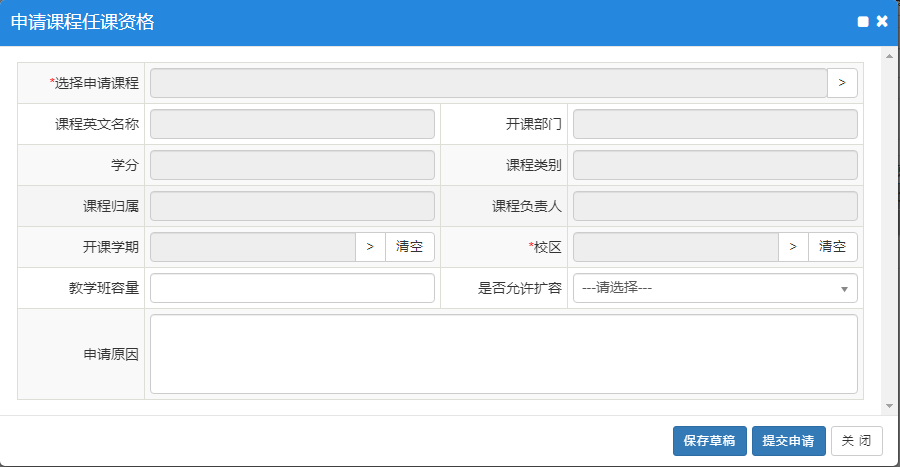 申请课程任课资格
*选择申请课程 >
课程英文名称 开课部门
学分 课程类别
课程归属 课程负责人
开课学期 > 清空 *校区 > 清空
教学班容量 是否允许扩容 ---请选择---
申请原因
保存草稿 提交申请 关 闭